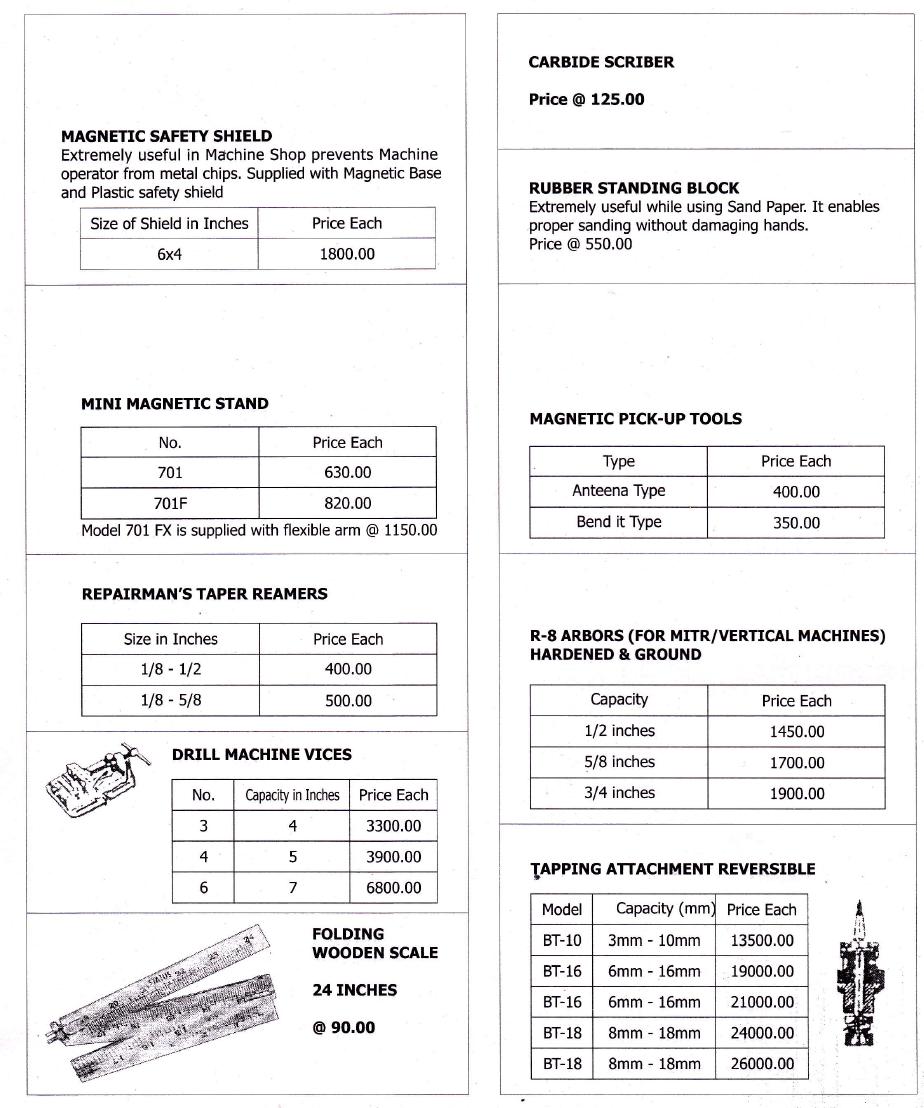 MAGNETIC SAFETY SHIELD
Extremely useful in Machine Shop prevents Machine
operator from metal chips. Supplied with Magnetic Base
and Plastic safety shield
Size of Shield in Inches Price Each
6x4 1800.00
MINI MAGNETIC STAND
No. Price Each
701 630.00
701F 820.00
Model 701 FX is supplied with flexible arm @ 1150.00
REPAIRMAN'S TAPER REAMERS
Size in Inches Price Each
1/8 - 1/2 400.00
1/8 - 5/8 500.00
DRILL MACHINE VICES
No. Capacity in Inches Price Each
3 4 3300.00
4 5 3900.00
6 7 6800.00
FOLDING
WOODEN SCALE
24 INCHES
@ 90.00
CARBIDE SCRIBER
Price @ 125.00
RUBBER STANDING BLOCK
Extremely useful while using Sand Paper. It enables
proper sanding without damaging hands.
Price @ 550.00
MAGNETIC PICK-UP TOOLS
Type Price Each
Anteena Type 400.00
Bend it Type 350.00
R-8 ARBORS (FOR MITR/VERTICAL MACHINES)
HARDENED & GROUND
Capacity Price Each
1/2 inches 1450.00
5/8 inches 1700.00
3/4 inches 1900.00
TAPPING ATTACHMENT REVERSIBLE
Model Capacity (mm) Price Each
BT-10 3mm - 10mm 13500.00
BT-16 6mm - 16mm 19000.00
BT-16 6mm - 16mm 21000.00
BT-18 8mm - 18mm 24000.00
BT-18 8mm - 18mm 26000.00